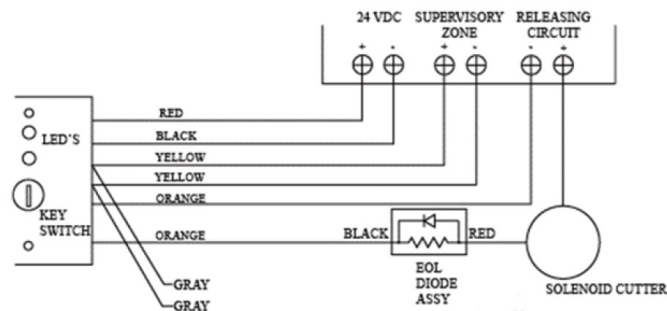 24 VDC SUPERVISORY RELEASING
ZONE CIRCUIT
+ - + - - +
RED
LED'S
BLACK
YELLOW
YELLOW
ORANGE
KEY
SWITCH
ORANGE
BLACK
RED
EOL
DIODE
ASSY
SOLENOID CUTTER
GRAY
GRAY